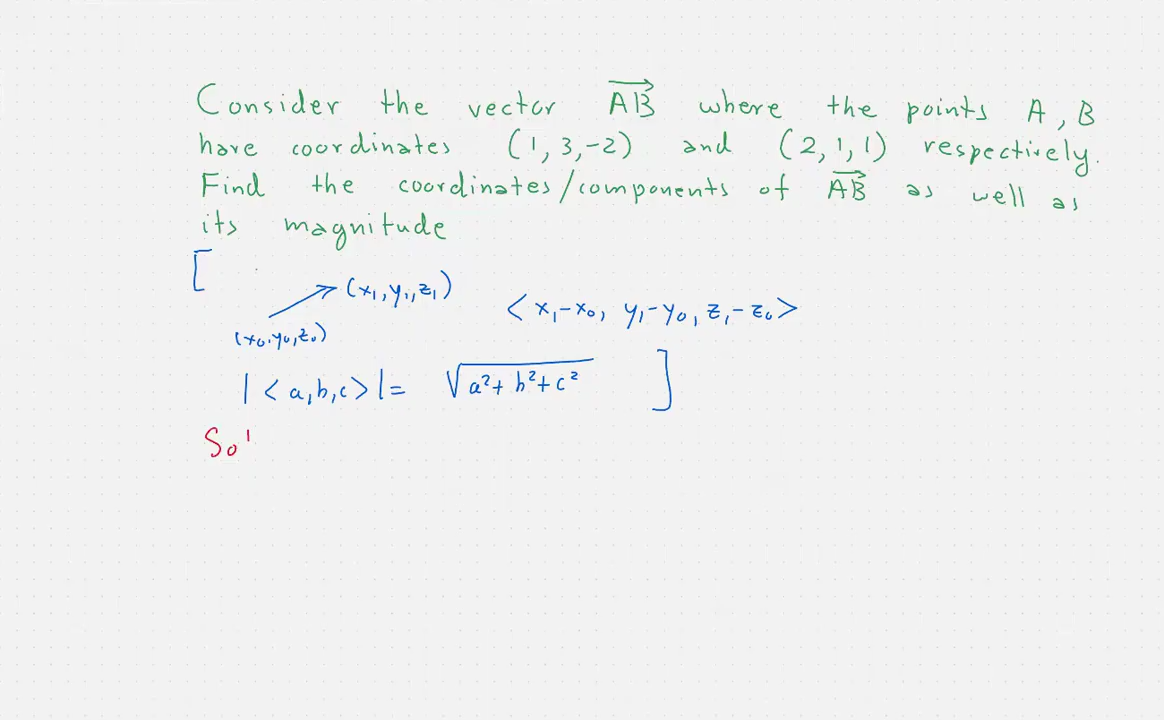 Consider the vector \overrightarrow{AB} where the points A, B
have coordinates (1, 3, -2) and (2, 1, 1) respectively.
Find the coordinates/components of \overrightarrow{AB} as well as
its magnitude
[
(x₁, y₁, z₁)
<x₁-x₀, y₁-y₀, z₁-z₀>
(x₀, y₀, z₀)
|<a, b, c>| = √(a²+b²+c²) ]
So'